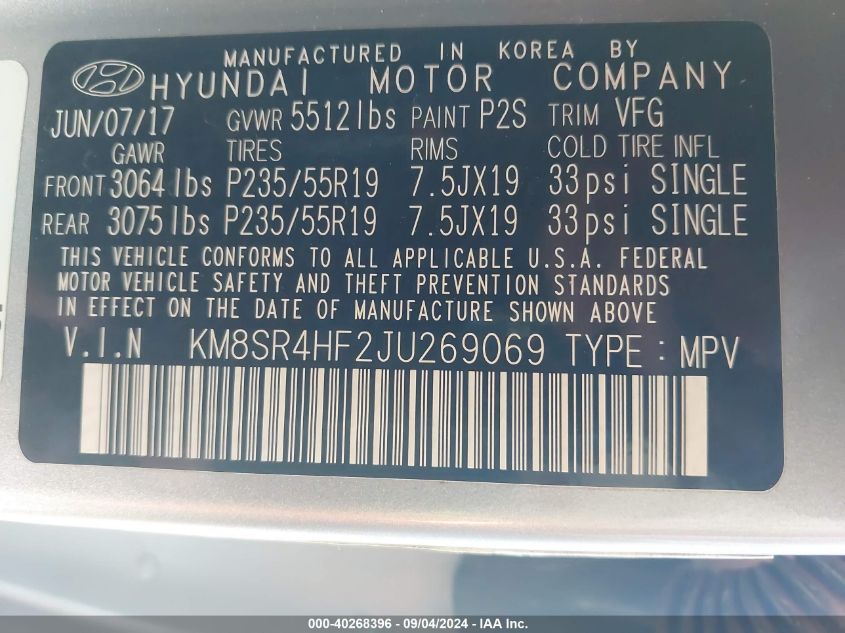 MANUFACTURED IN KOREA BY
HYUNDAI MOTOR COMPANY
JUN/07/17 GVWR 5512lbs PAINT P2S TRIM VFG
GAWR TIRES RIMS COLD TIRE INFL
FRONT 3064lbs P235/55R19 7.5JX19 33psi SINGLE
REAR 3075lbs P235/55R19 7.5JX19 33psi SINGLE
THIS VEHICLE CONFORMS TO ALL APPLICABLE U.S.A. FEDERAL
MOTOR VEHICLE SAFETY AND THEFT PREVENTION STANDARDS
IN EFFECT ON THE DATE OF MANUFACTURE SHOWN ABOVE
V.I.N KM8SR4HF2JU269069 TYPE : MPV
000-40268396 - 09/04/2024 - IAA Holdings, LLC.